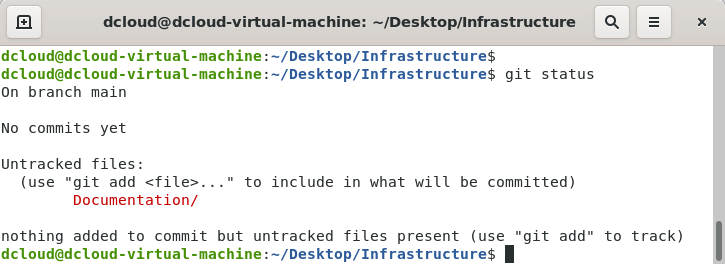 dcloud@dcloud-virtual-machine: ~/Desktop/Infrastructure
dcloud@dcloud-virtual-machine:~/Desktop/Infrastructure$
dcloud@dcloud-virtual-machine:~/Desktop/Infrastructure$ git status
On branch main

No commits yet

Untracked files:
  (use "git add <file>..." to include in what will be committed)
        Documentation/

nothing added to commit but untracked files present (use "git add" to track)
dcloud@dcloud-virtual-machine:~/Desktop/Infrastructure$